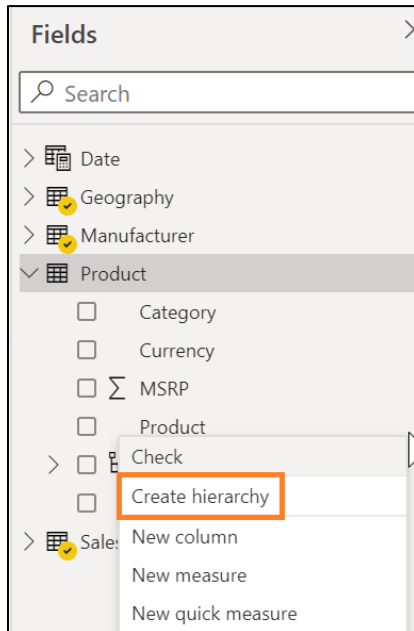 Fields
Search
Date
Geography
Manufacturer
Product
Category
Currency
Σ MSRP
Product
Check
Create hierarchy
New column
Sales
New measure
New quick measure